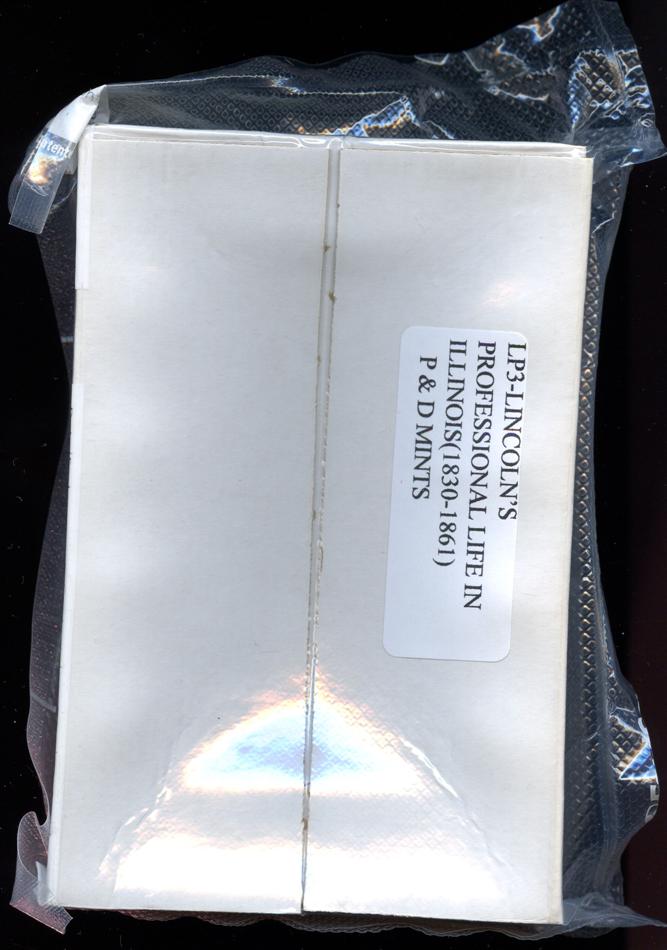 LP3-LINCOLN'S
PROFESSIONAL LIFE IN
ILLINOIS(1830-1861)
P & D MINTS